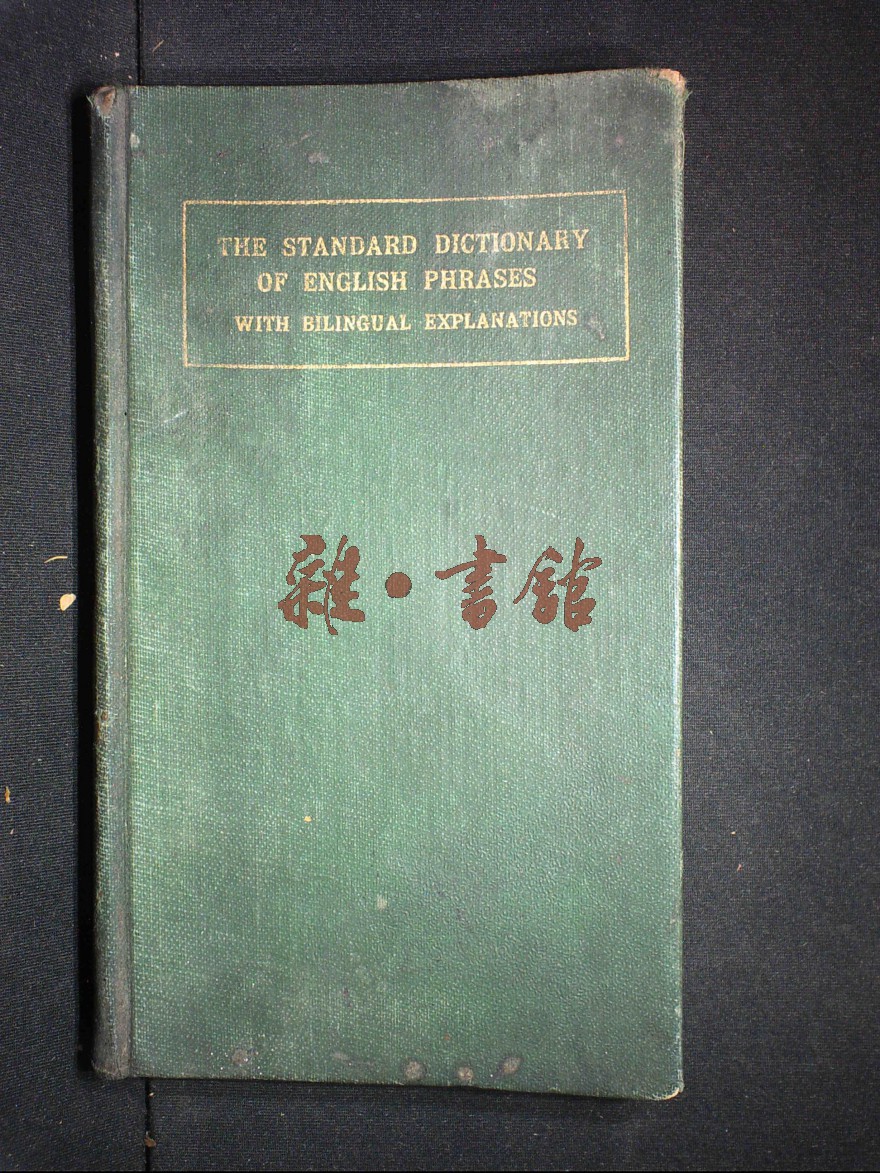 THE STANDARD DICTIONARY
OF ENGLISH PHRASES
WITH BILINGUAL EXPLANATIONS
雜·書館